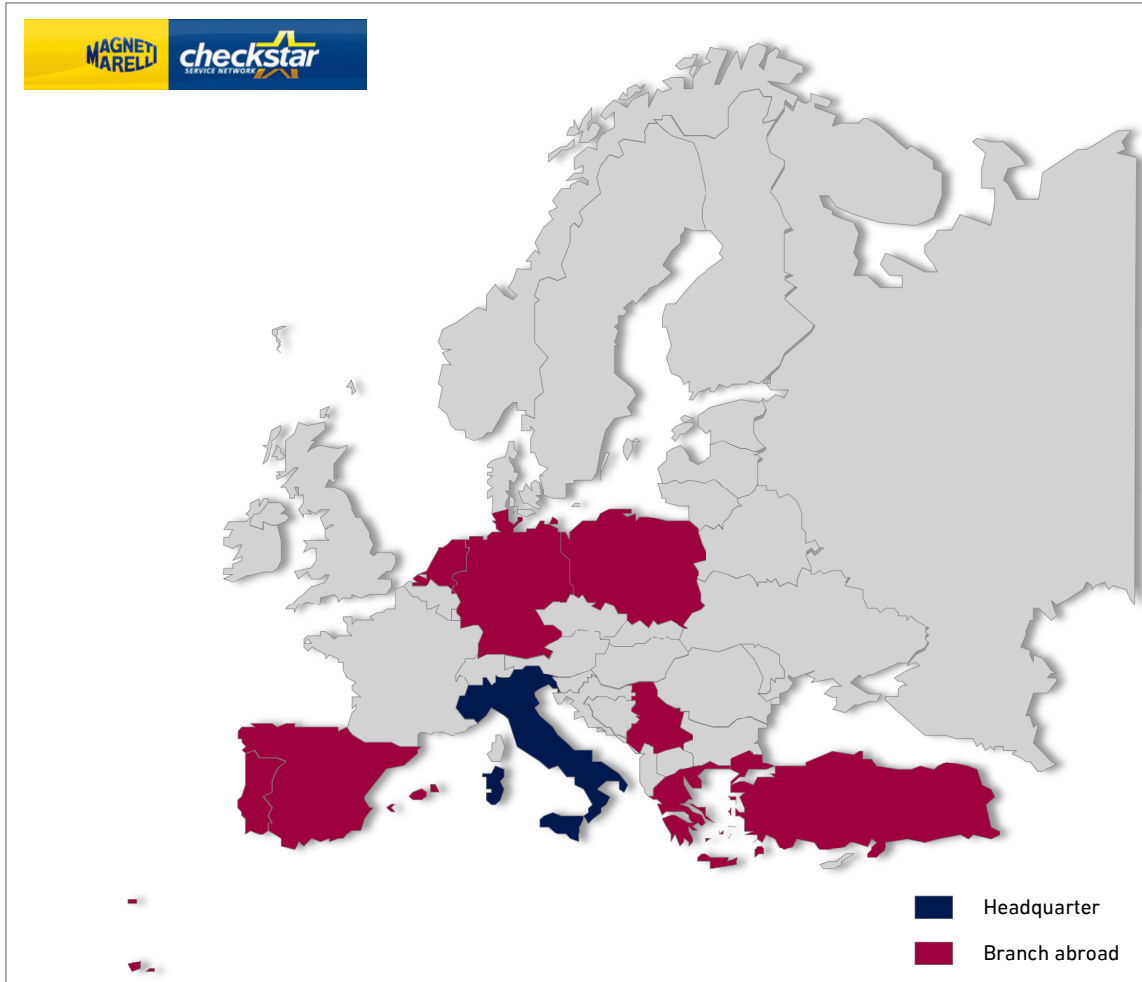 MAGNETI
MARELLI
checkstar
SERVICE NETWORK
Headquarter
Branch abroad